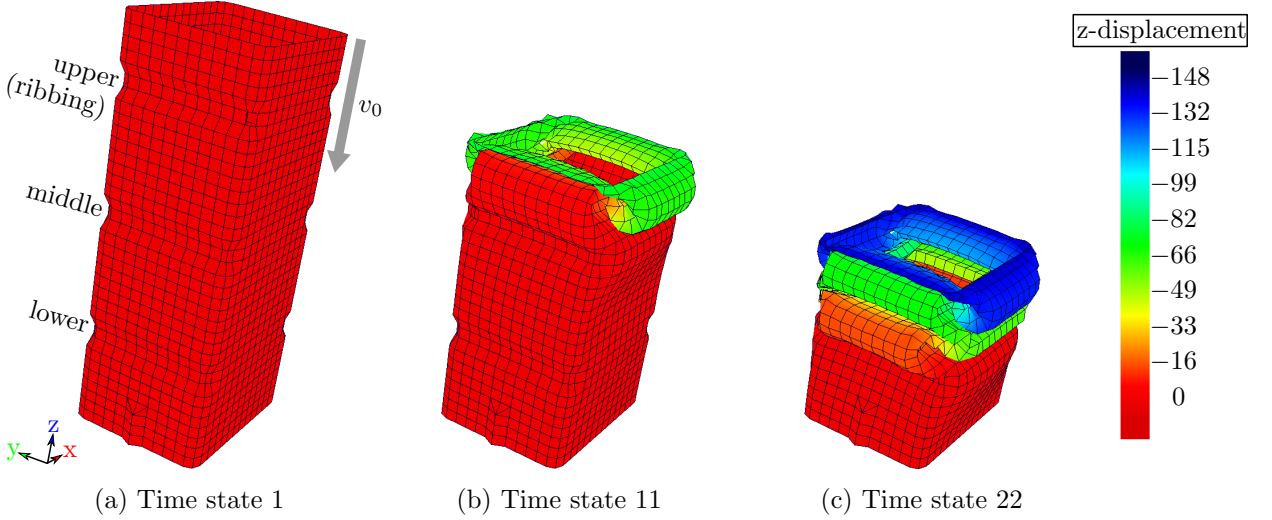 upper
(ribbing)
middle
lower
v₀
z
y
x
z-displacement
−148
−132
−115
−99
−82
−66
−49
−33
−16
0
(a) Time state 1
(b) Time state 11
(c) Time state 22